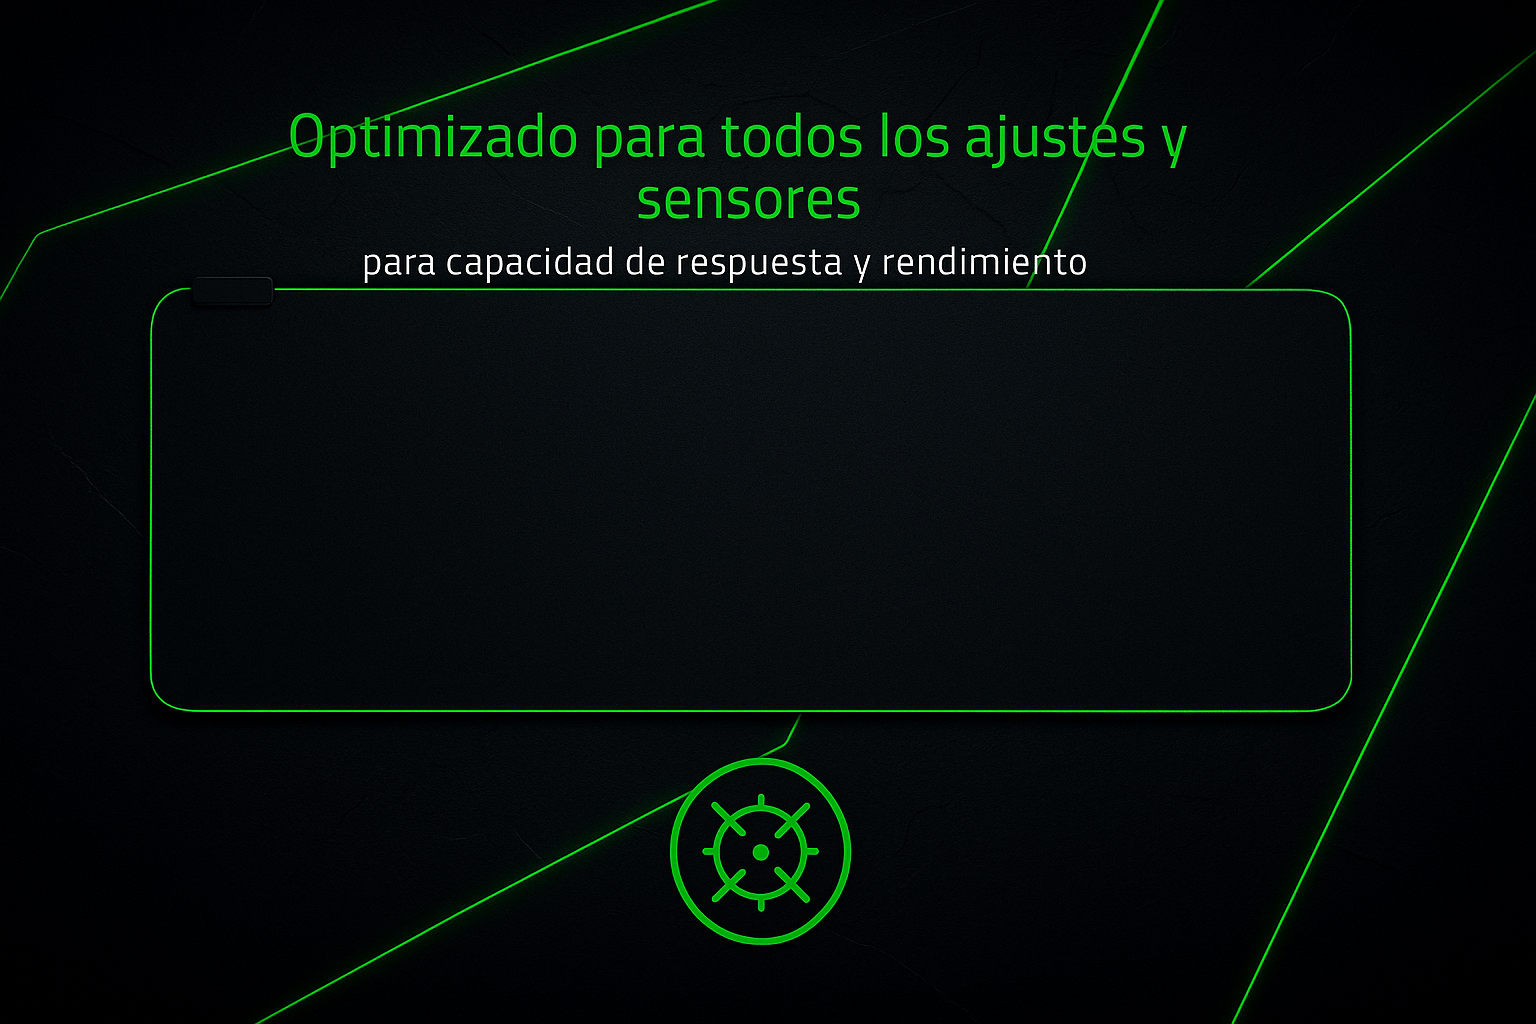 Optimizado para todos los ajustes y
sensores
para capacidad de respuesta y rendimiento